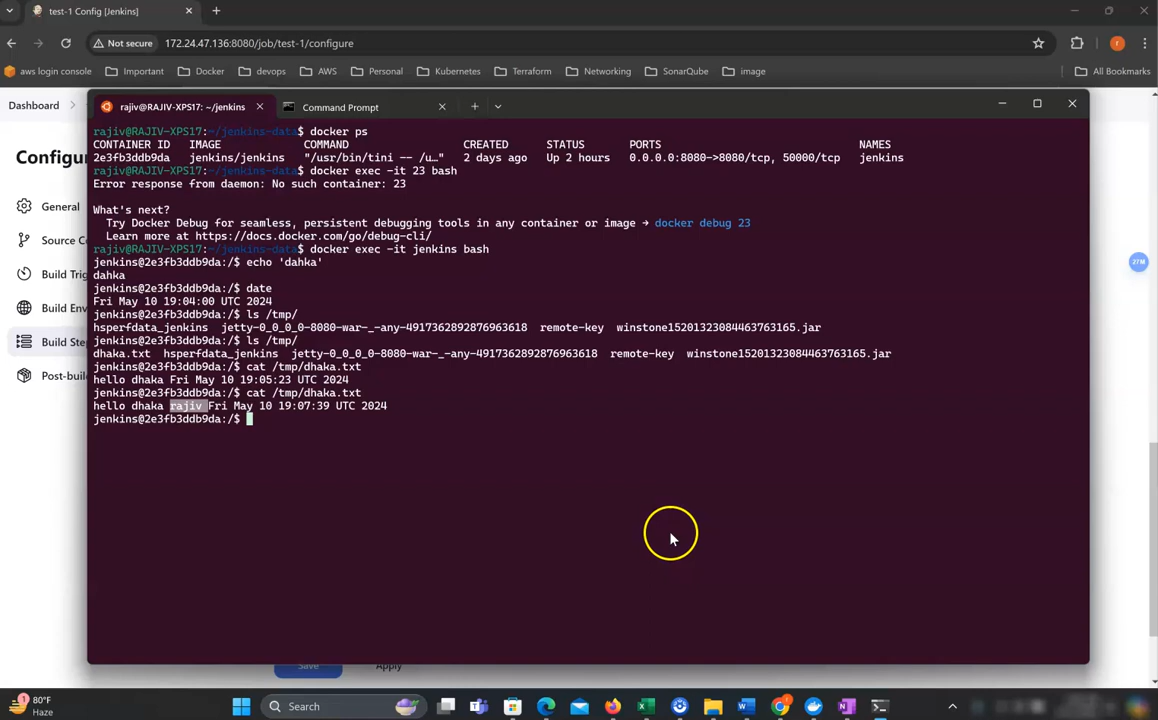 test-1 Config [Jenkins]
Not secure 172.24.47.136:8080/job/test-1/configure
aws login console Important Docker devops AWS Personal Kubernetes Terraform Networking SonarQube image All Bookmarks
Dashboard
rajiv@RAJIV-XPS17: ~/jenkins Command Prompt
Configu
General
Source C
Build Trig
Build Env
Build Ste
Post-buil
rajiv@RAJIV-XPS17:~/jenkins-data$ docker ps
CONTAINER ID IMAGE COMMAND CREATED STATUS PORTS NAMES
2e3fb3ddb9da jenkins/jenkins "/usr/bin/tini -- /u…" 2 days ago Up 2 hours 0.0.0.0:8080->8080/tcp, 50000/tcp jenkins
rajiv@RAJIV-XPS17:~/jenkins-data$ docker exec -it 23 bash
Error response from daemon: No such container: 23
What's next?
Try Docker Debug for seamless, persistent debugging tools in any container or image → docker debug 23
Learn more at https://docs.docker.com/go/debug-cli/
rajiv@RAJIV-XPS17:~/jenkins-data$ docker exec -it jenkins bash
jenkins@2e3fb3ddb9da:/$ echo 'dahka'
dahka
jenkins@2e3fb3ddb9da:/$ date
Fri May 10 19:04:00 UTC 2024
jenkins@2e3fb3ddb9da:/$ ls /tmp/
hsperfdata_jenkins jetty-0_0_0_0-8080-war-_-any-4917362892876963618 remote-key winstone15201323084463763165.jar
jenkins@2e3fb3ddb9da:/$ ls /tmp/
dhaka.txt hsperfdata_jenkins jetty-0_0_0_0-8080-war-_-any-4917362892876963618 remote-key winstone15201323084463763165.jar
jenkins@2e3fb3ddb9da:/$ cat /tmp/dhaka.txt
hello dhaka Fri May 10 19:05:23 UTC 2024
jenkins@2e3fb3ddb9da:/$ cat /tmp/dhaka.txt
hello dhaka rajiv Fri May 10 19:07:39 UTC 2024
jenkins@2e3fb3ddb9da:/$
27M
Save Apply
80°F
Haze
Search